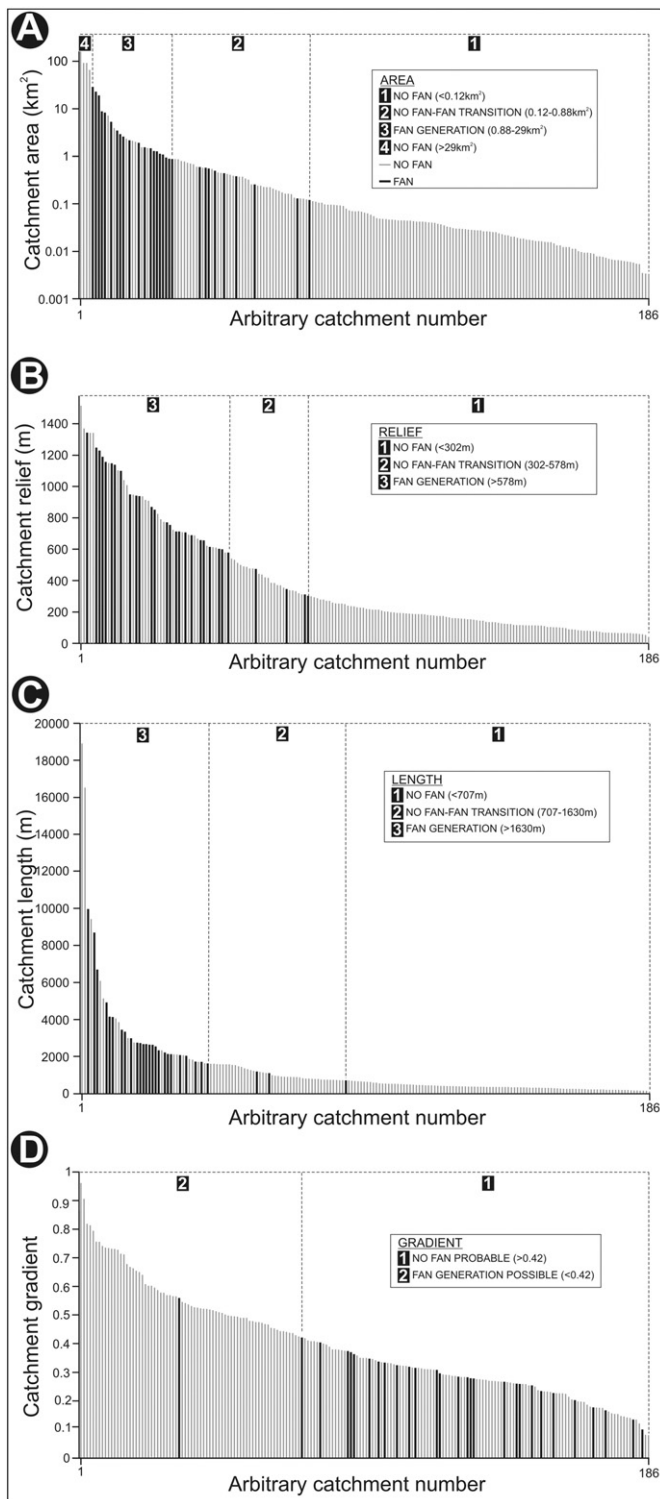 A
4 3 2 1
100
10
1
0.1
0.01
0.001
Catchment area (km²)
AREA
1 NO FAN (<0.12km²)
2 NO FAN-FAN TRANSITION (0.12-0.88km²)
3 FAN GENERATION (0.88-29km²)
4 NO FAN (>29km²)
NO FAN
FAN
1 186
Arbitrary catchment number
B
3 2 1
1400
1200
1000
800
600
400
200
0
Catchment relief (m)
RELIEF
1 NO FAN (<302m)
2 NO FAN-FAN TRANSITION (302-578m)
3 FAN GENERATION (>578m)
1 186
Arbitrary catchment number
C
3 2 1
20000
18000
16000
14000
12000
10000
8000
6000
4000
2000
0
Catchment length (m)
LENGTH
1 NO FAN (<707m)
2 NO FAN-FAN TRANSITION (707-1630m)
3 FAN GENERATION (>1630m)
1 186
Arbitrary catchment number
D
2 1
1
0.9
0.8
0.7
0.6
0.5
0.4
0.3
0.2
0.1
0
Catchment gradient
GRADIENT
1 NO FAN PROBABLE (>0.42)
2 FAN GENERATION POSSIBLE (<0.42)
1 186
Arbitrary catchment number